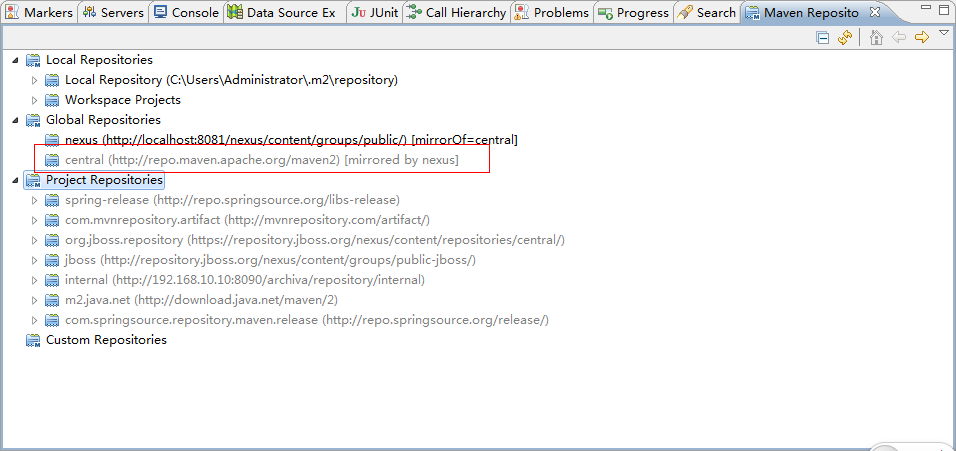 Markers Servers Console Data Source Ex JUnit Call Hierarchy Problems Progress Search Maven Reposito
Local Repositories
Local Repository (C:\Users\Administrator\.m2\repository)
Workspace Projects
Global Repositories
nexus (http://localhost:8081/nexus/content/groups/public/) [mirrorOf=central]
central (http://repo.maven.apache.org/maven2) [mirrored by nexus]
Project Repositories
spring-release (http://repo.springsource.org/libs-release)
com.mvnrepository.artifact (http://mvnrepository.com/artifact/)
org.jboss.repository (https://repository.jboss.org/nexus/content/repositories/central/)
jboss (http://repository.jboss.org/nexus/content/groups/public-jboss/)
internal (http://192.168.10.10:8090/archiva/repository/internal)
m2.java.net (http://download.java.net/maven/2)
com.springsource.repository.maven.release (http://repo.springsource.org/release/)
Custom Repositories